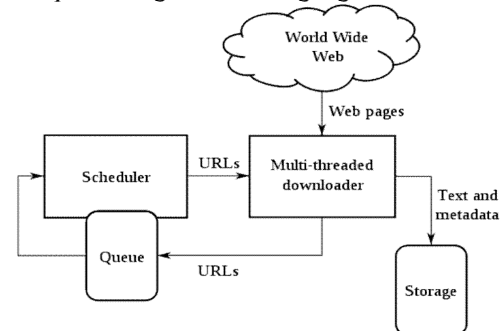 World Wide
Web
Web pages
Scheduler
URLs
Multi-threaded
downloader
Text and
metadata
Queue
URLs
Storage